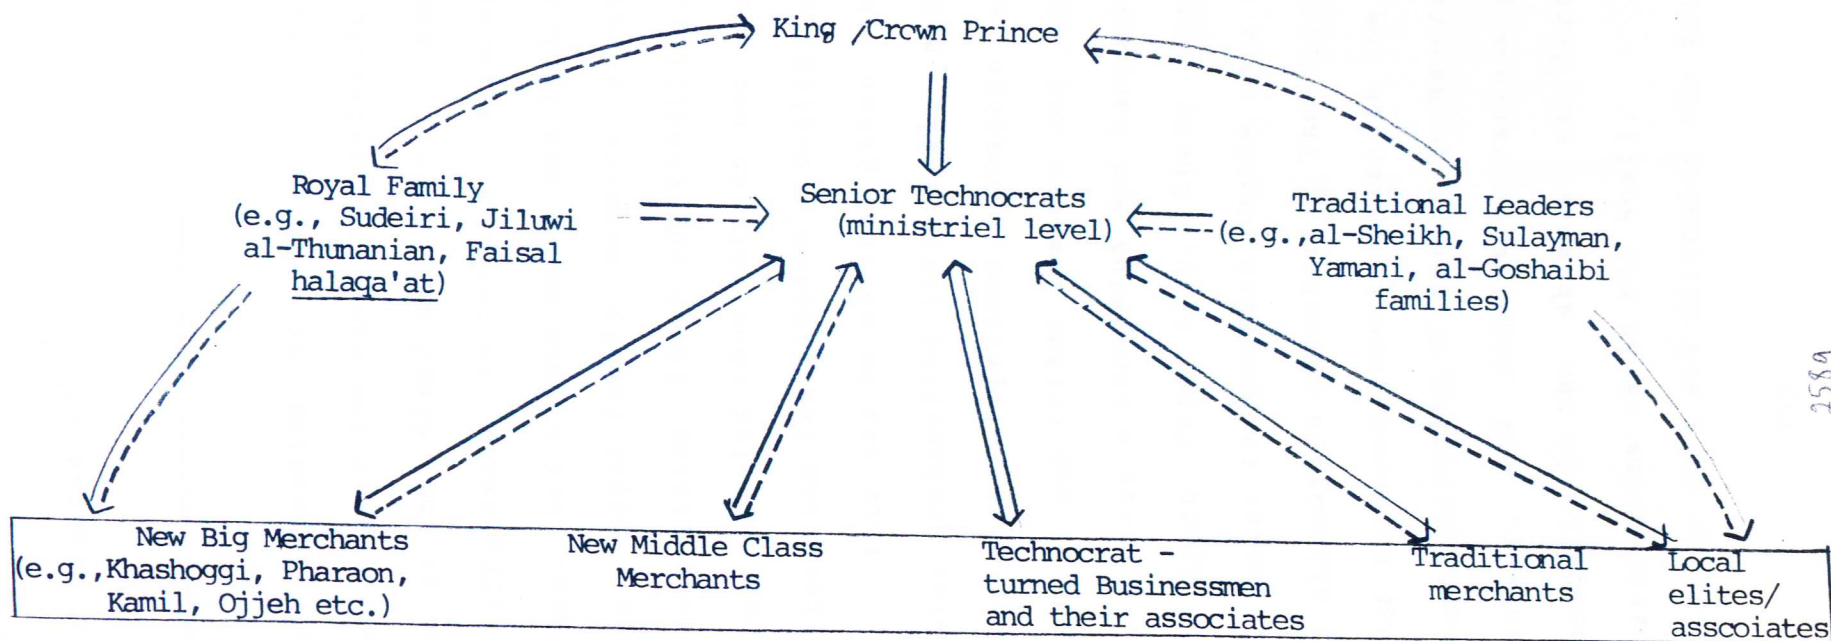 King /Crown Prince
Royal Family
(e.g., Sudeiri, Jiluwi
al-Thunanian, Faisal
halaqa'at)
Senior Technocrats
(ministriel level)
Traditional Leaders
(e.g.,al-Sheikh, Sulayman,
Yamani, al-Goshaibi
families)
2589
New Big Merchants
(e.g.,Khashoggi, Pharaon,
Kamil, Ojjeh etc.)
New Middle Class
Merchants
Technocrat -
turned Businessmen
and their associates
Traditional
merchants
Local
elites/
asscoiates